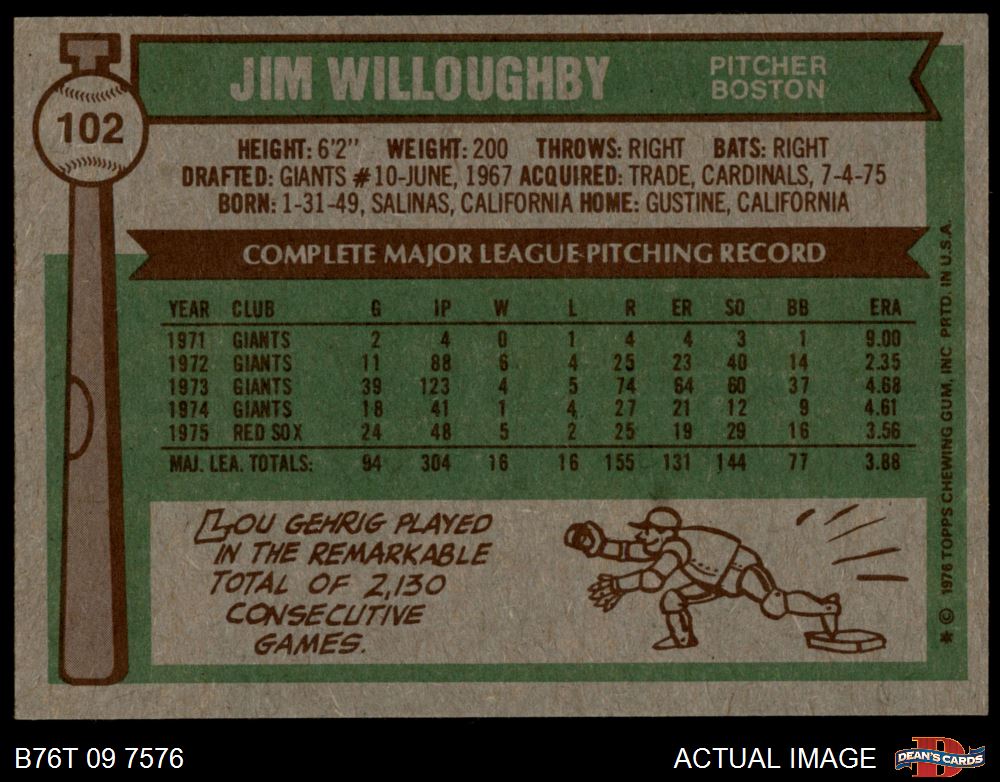 JIM WILLOUGHBY
PITCHER
BOSTON
102
HEIGHT: 6'2" WEIGHT: 200 THROWS: RIGHT BATS: RIGHT
DRAFTED: GIANTS #10-JUNE, 1967 ACQUIRED: TRADE, CARDINALS, 7-4-75
BORN: 1-31-49, SALINAS, CALIFORNIA HOME: GUSTINE, CALIFORNIA
COMPLETE MAJOR LEAGUE PITCHING RECORD
YEAR CLUB G IP W L R ER SO BB ERA
1971 GIANTS 2 4 0 1 4 4 3 1 9.00
1972 GIANTS 11 88 6 4 25 23 40 14 2.35
1973 GIANTS 39 123 4 5 74 64 60 37 4.68
1974 GIANTS 18 41 1 4 27 21 12 9 4.61
1975 RED SOX 24 48 5 2 25 19 29 16 3.56
MAJ. LEA. TOTALS: 94 304 16 16 155 131 144 77 3.88
LOU GEHRIG PLAYED
IN THE REMARKABLE
TOTAL OF 2,130
CONSECUTIVE
GAMES.
* © 1976 TOPPS CHEWING GUM, INC PRTD. IN U.S.A.
B76T 09 7576
ACTUAL IMAGE
D
DEAN'S CARDS